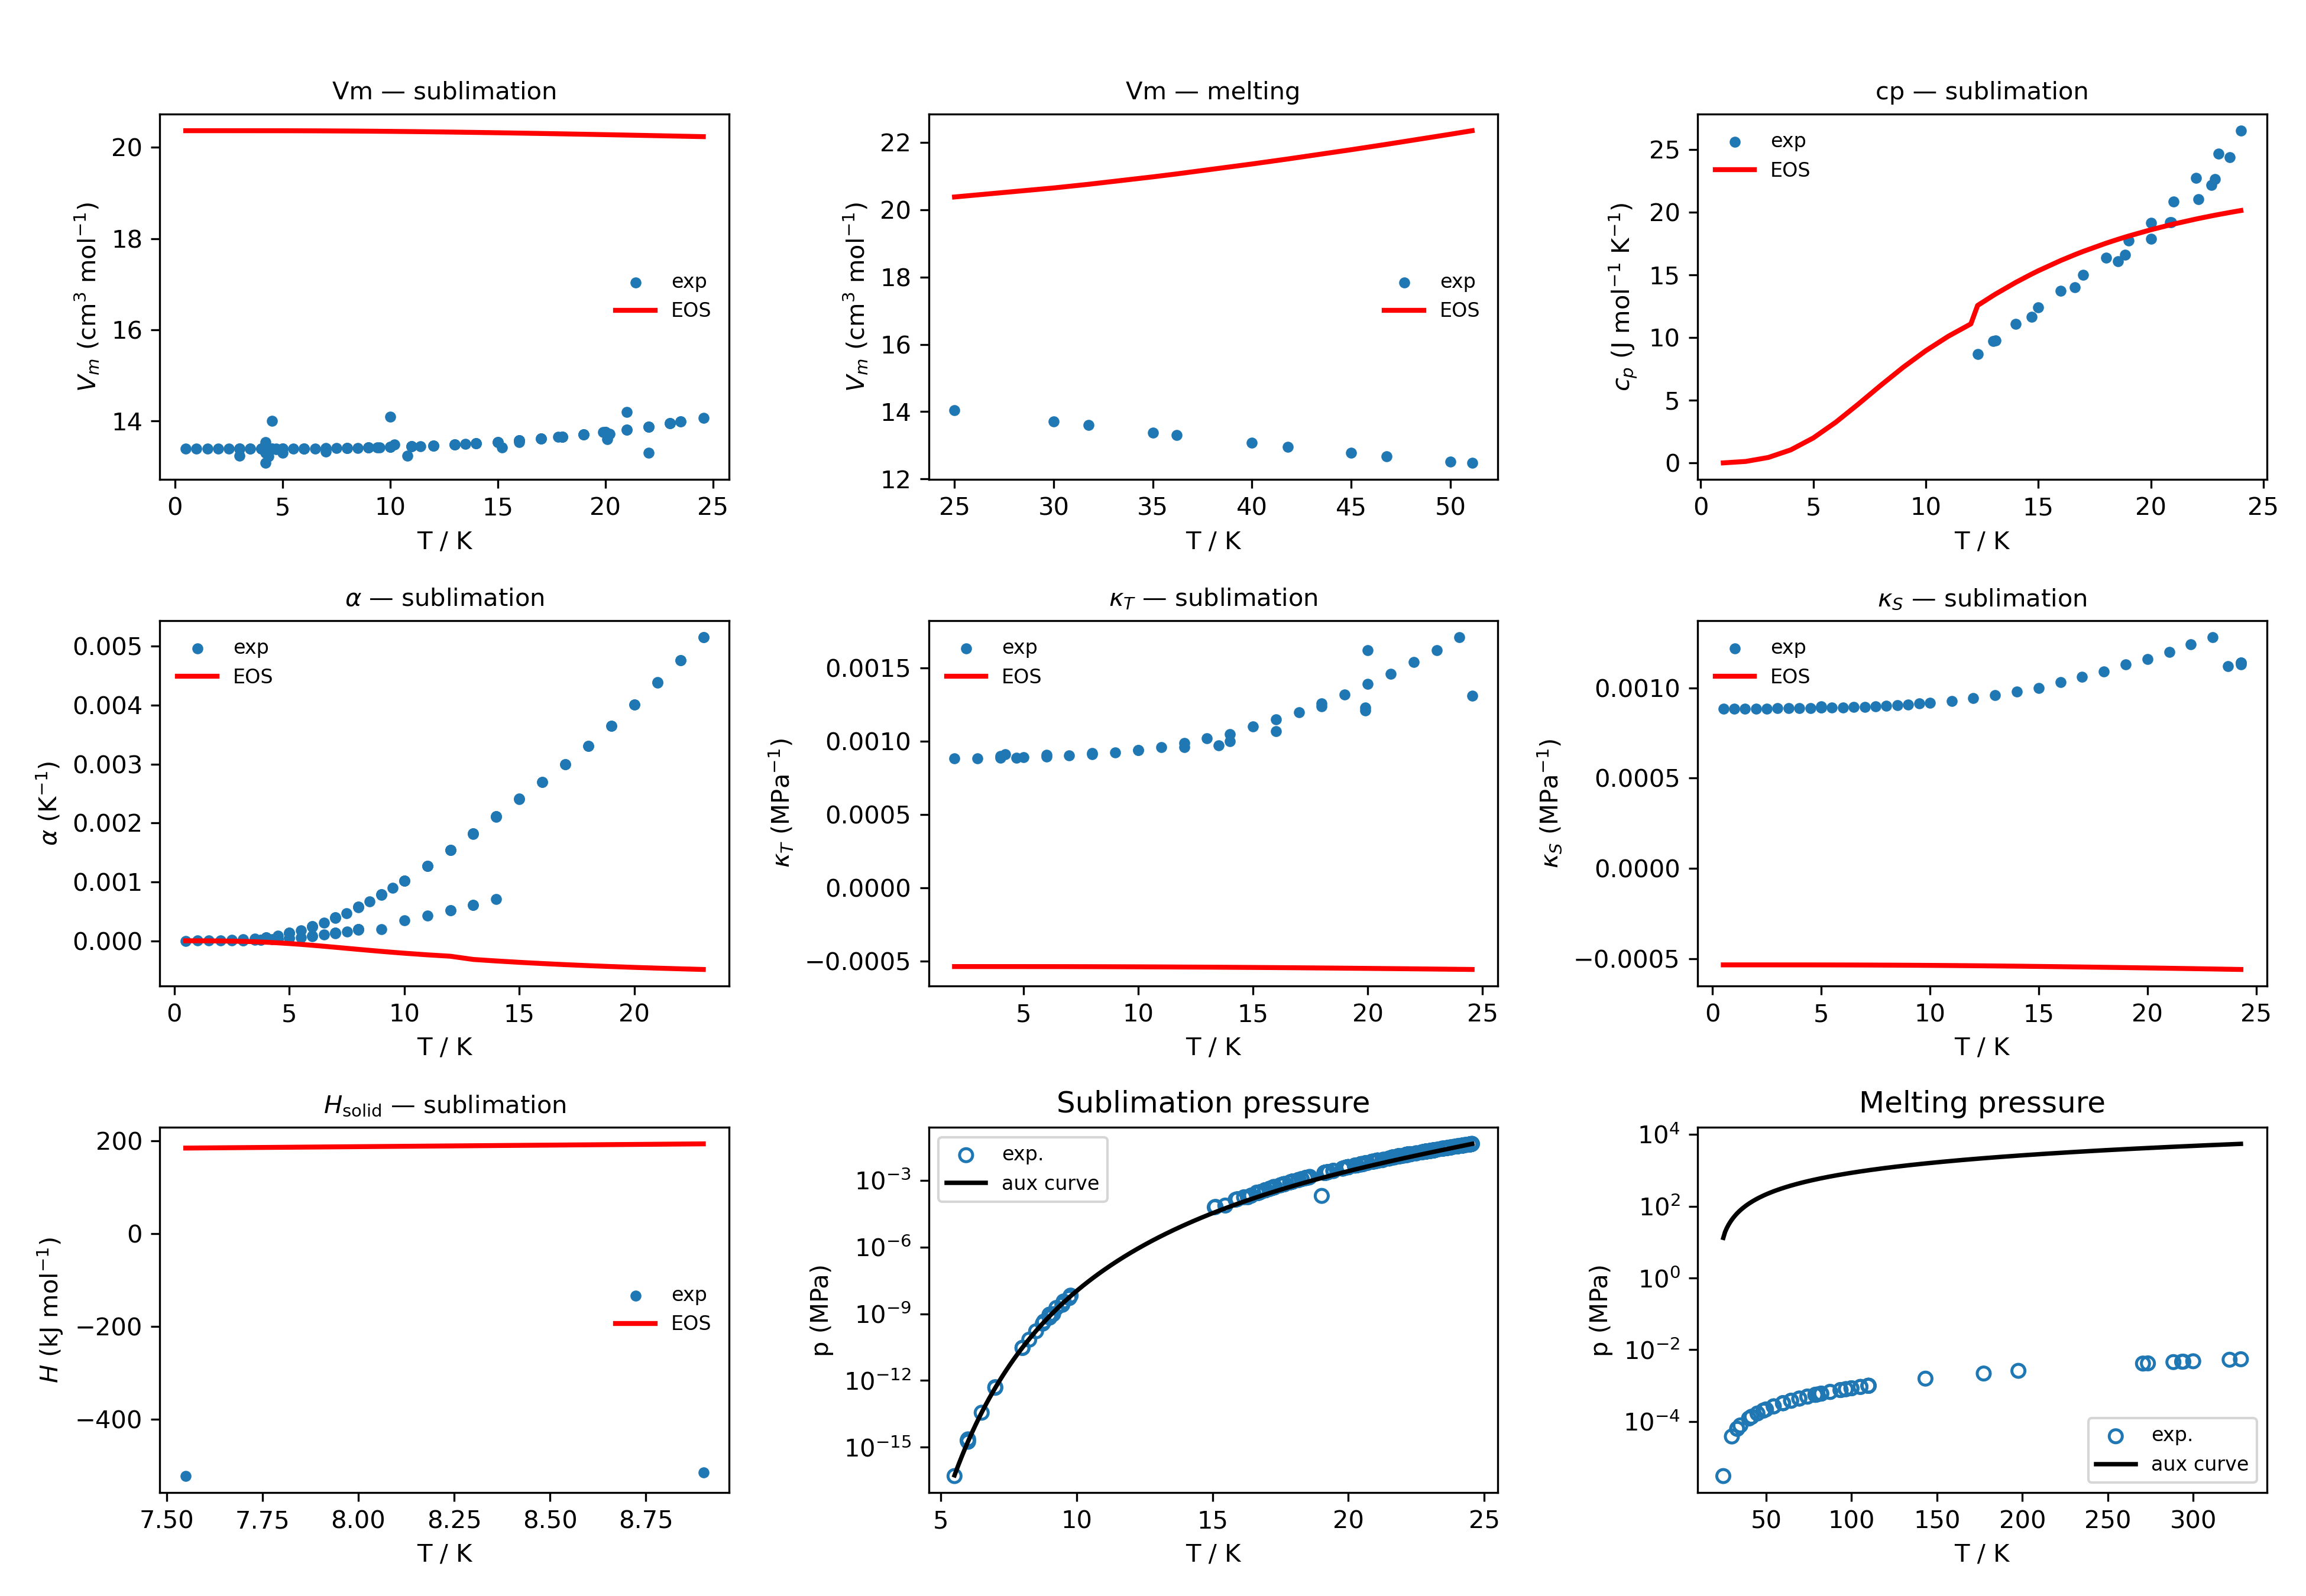 Vm — sublimation
20
18
16
14
0 5 10 15 20 25
T / K
V_m (cm³ mol⁻¹)
exp
EOS
Vm — melting
22
20
18
16
14
12
25 30 35 40 45 50
T / K
V_m (cm³ mol⁻¹)
exp
EOS
cp — sublimation
25
20
15
10
5
0
0 5 10 15 20 25
T / K
c_p (J mol⁻¹ K⁻¹)
exp
EOS
α — sublimation
0.005
0.004
0.003
0.002
0.001
0.000
0 5 10 15 20
T / K
α (K⁻¹)
exp
EOS
κ_T — sublimation
0.0015
0.0010
0.0005
0.0000
−0.0005
5 10 15 20 25
T / K
κ_T (MPa⁻¹)
exp
EOS
κ_S — sublimation
0.0010
0.0005
0.0000
−0.0005
0 5 10 15 20 25
T / K
κ_S (MPa⁻¹)
exp
EOS
H_solid — sublimation
200
0
−200
−400
7.50 7.75 8.00 8.25 8.50 8.75
T / K
H (kJ mol⁻¹)
exp
EOS
Sublimation pressure
10⁻³
10⁻⁶
10⁻⁹
10⁻¹²
10⁻¹⁵
5 10 15 20 25
T / K
p (MPa)
exp.
aux curve
Melting pressure
10⁴
10²
10⁰
10⁻²
10⁻⁴
50 100 150 200 250 300
T / K
p (MPa)
exp.
aux curve